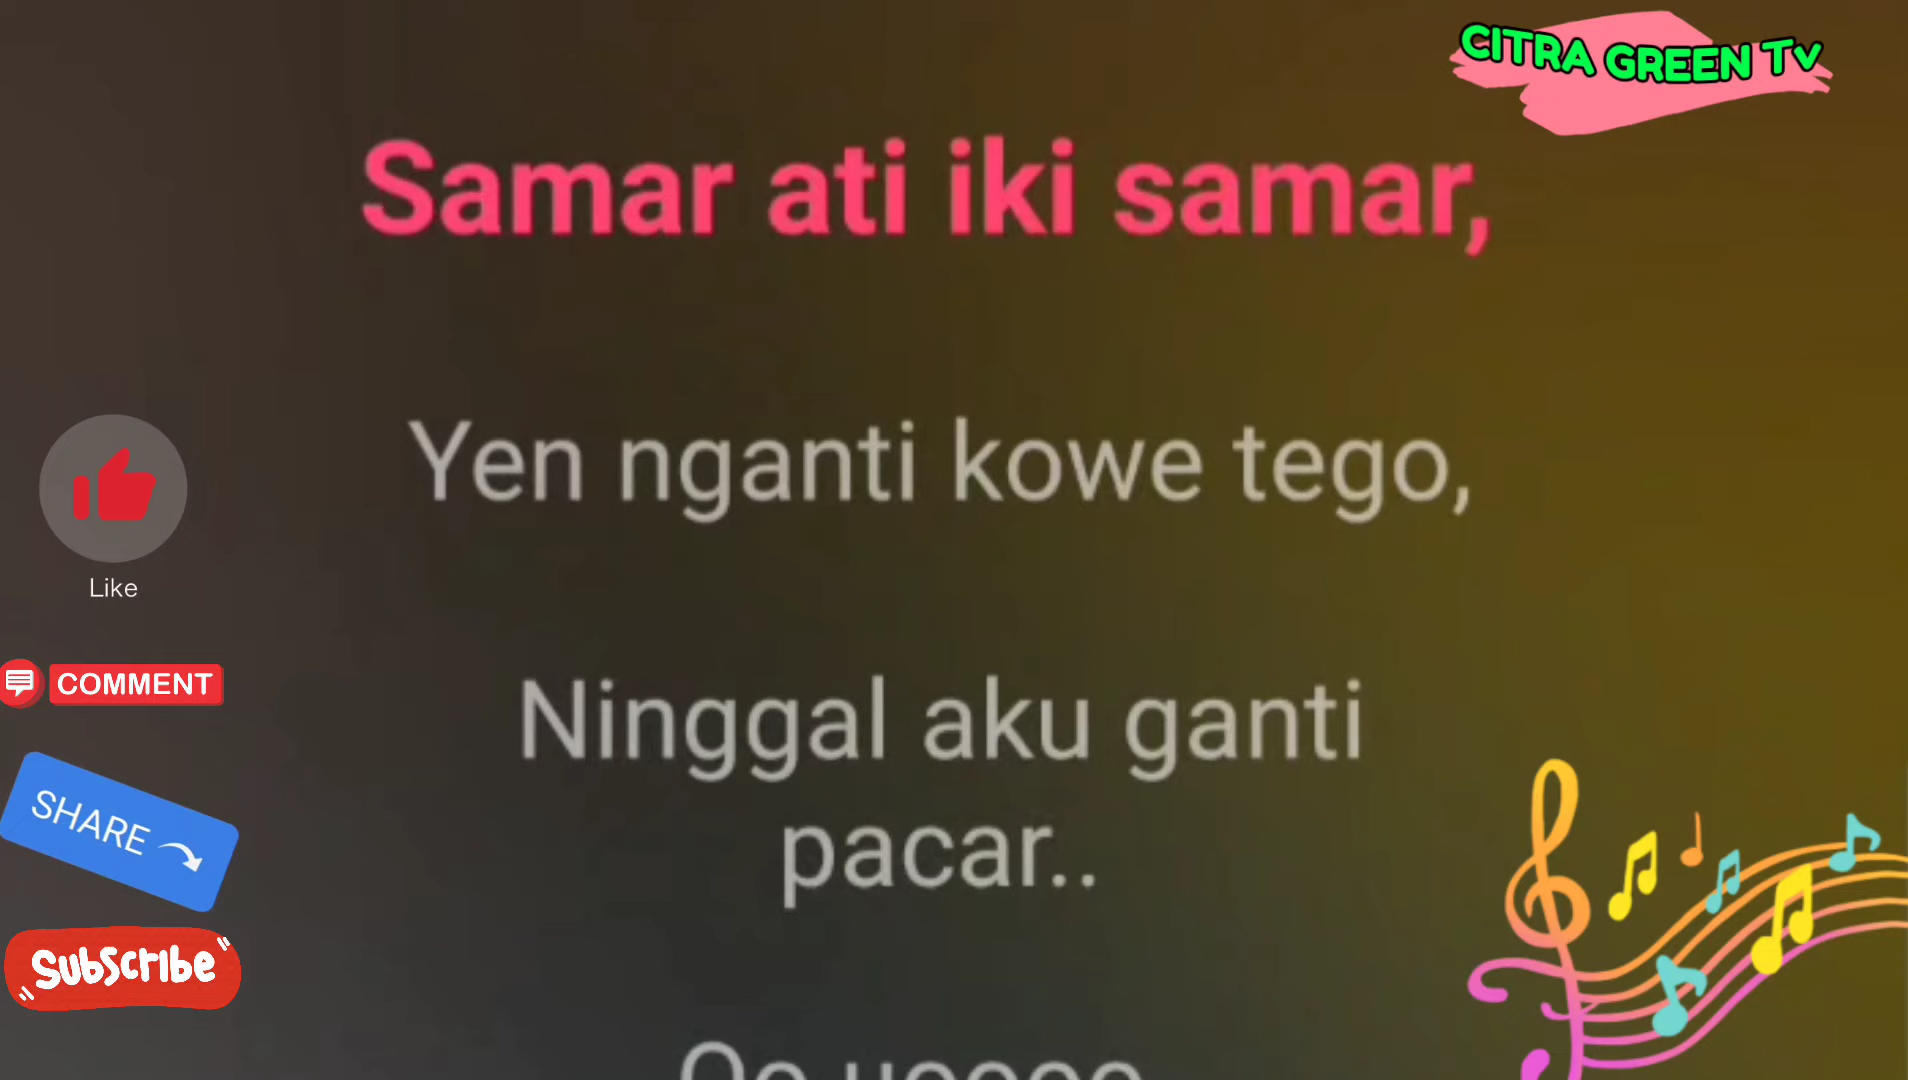 CITRA GREEN Tv
Samar ati iki samar,
Yen nganti kowe tego,
Ninggal aku ganti
pacar..
Like
COMMENT
SHARE
Subscribe